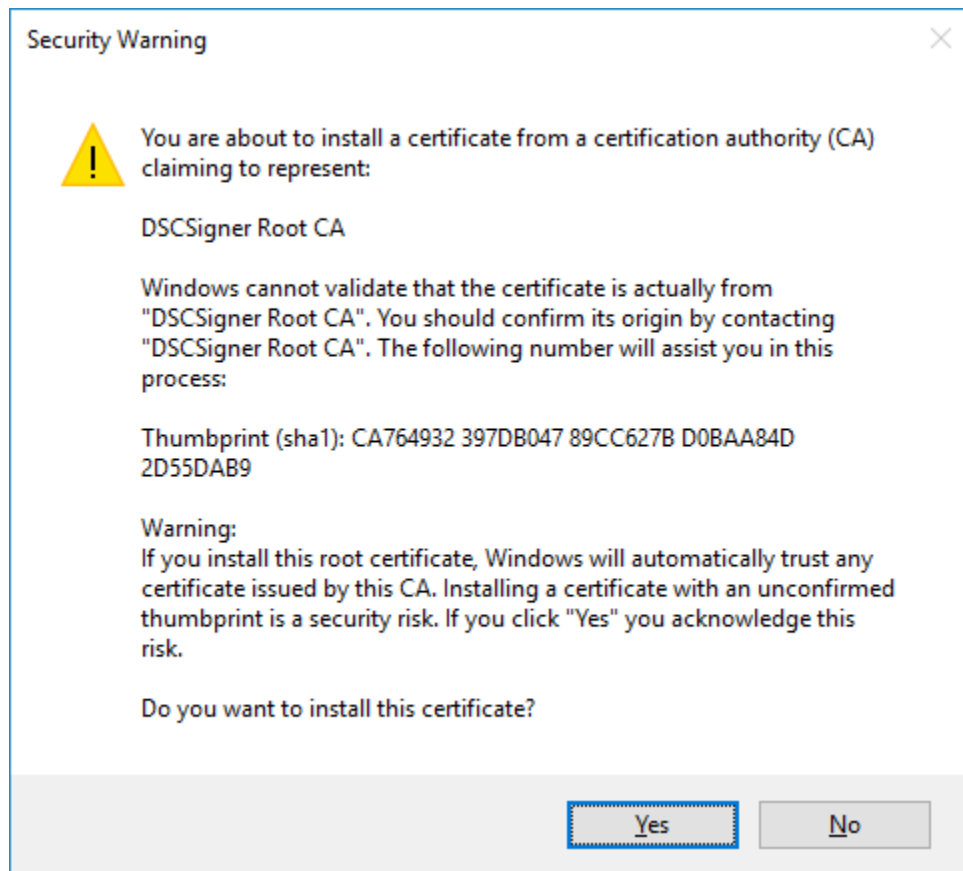 Security Warning
You are about to install a certificate from a certification authority (CA)
claiming to represent:
DSCSigner Root CA
Windows cannot validate that the certificate is actually from
"DSCSigner Root CA". You should confirm its origin by contacting
"DSCSigner Root CA". The following number will assist you in this
process:
Thumbprint (sha1): CA764932 397DB047 89CC627B D0BAA84D
2D55DAB9
Warning:
If you install this root certificate, Windows will automatically trust any
certificate issued by this CA. Installing a certificate with an unconfirmed
thumbprint is a security risk. If you click "Yes" you acknowledge this
risk.
Do you want to install this certificate?
Yes
No